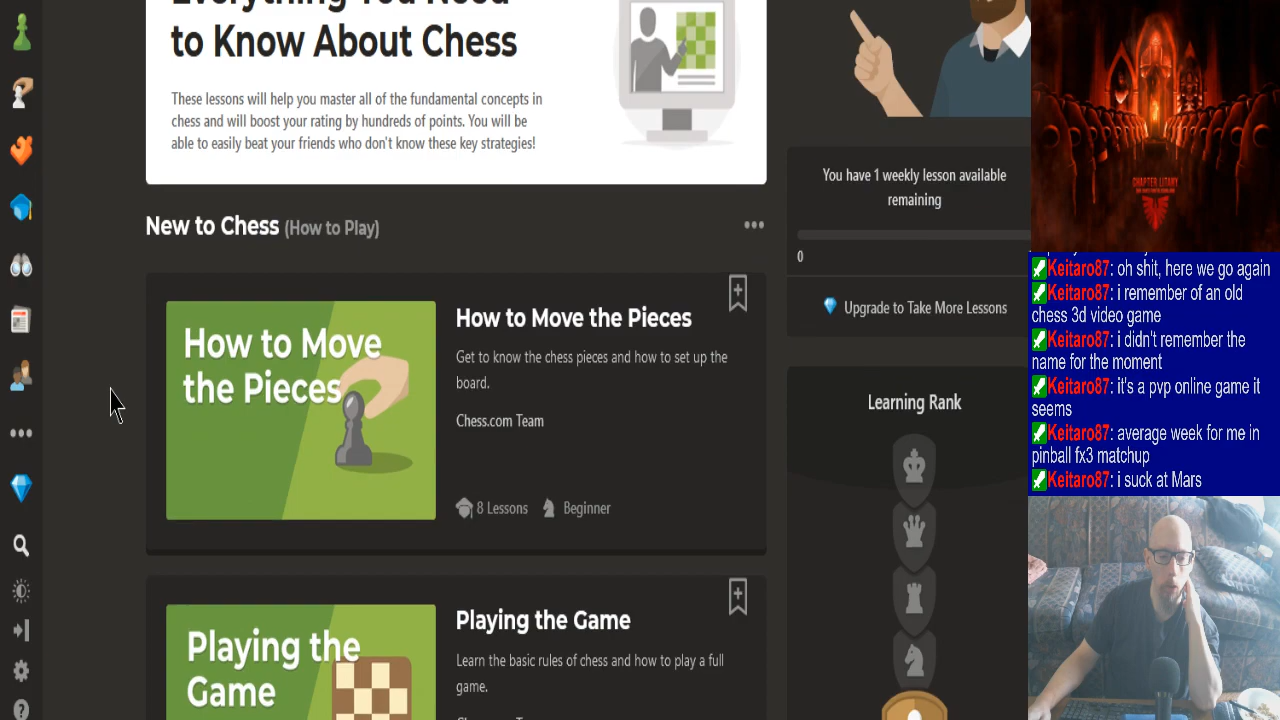 Everything You Need
to Know About Chess
These lessons will help you master all of the fundamental concepts in
chess and will boost your rating by hundreds of points. You will be
able to easily beat your friends who don't know these key strategies!
New to Chess (How to Play)
How to Move
the Pieces
How to Move the Pieces
Get to know the chess pieces and how to set up the
board.
Chess.com Team
8 Lessons
Beginner
Playing the
Game
Playing the Game
Learn the basic rules of chess and how to play a full
game.
You have 1 weekly lesson available
remaining
0
Upgrade to Take More Lessons
Learning Rank
CHAPTER LITANY
Keitaro87: oh shit, here we go again
Keitaro87: i remember of an old
chess 3d video game
Keitaro87: i didn't remember the
name for the moment
Keitaro87: it's a pvp online game it
seems
Keitaro87: average week for me in
pinball fx3 matchup
Keitaro87: i suck at Mars